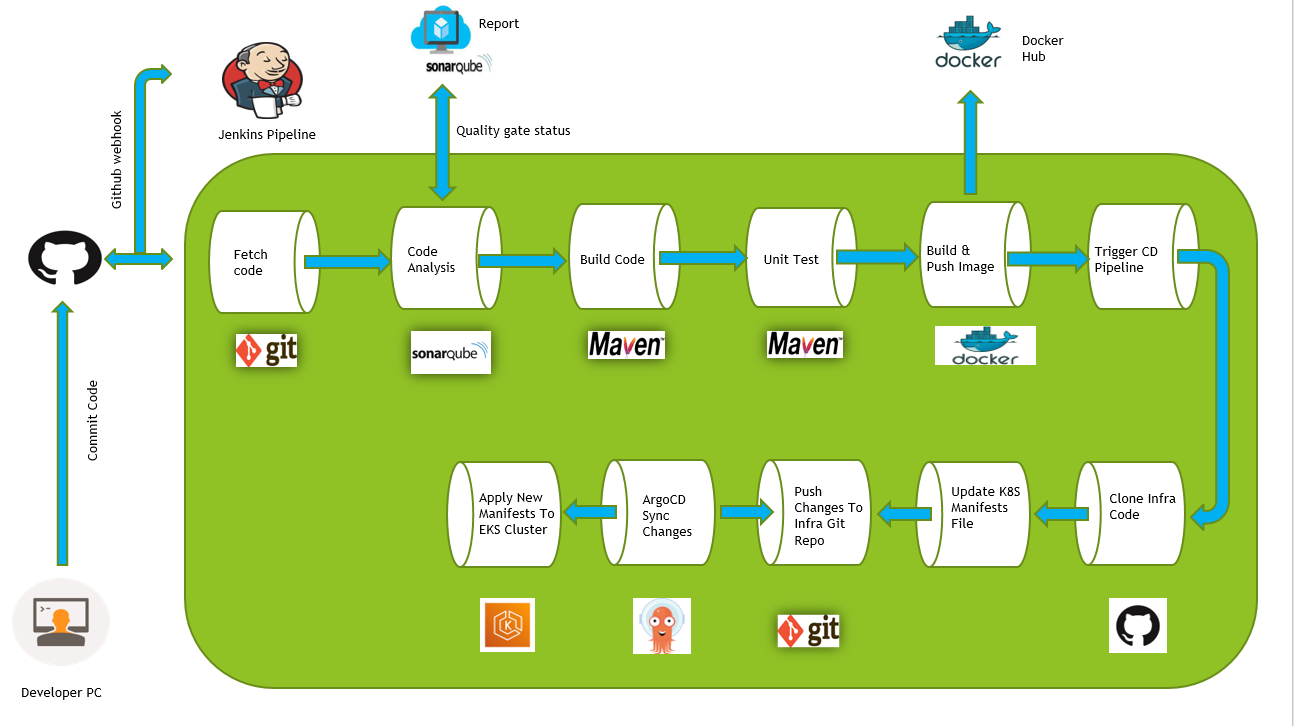 Report
sonarqube
docker
Docker
Hub
Jenkins Pipeline
Quality gate status
Github webhook
Fetch
code
Code
Analysis
Build Code
Unit Test
Build &
Push Image
Trigger CD
Pipeline
git
sonarqube
Maven™
Maven™
docker
Commit Code
Apply New
Manifests To
EKS Cluster
ArgoCD
Sync
Changes
Push
Changes To
Infra Git
Repo
Update K8S
Manifests
File
Clone Infra
Code
>-
K
git
Developer PC